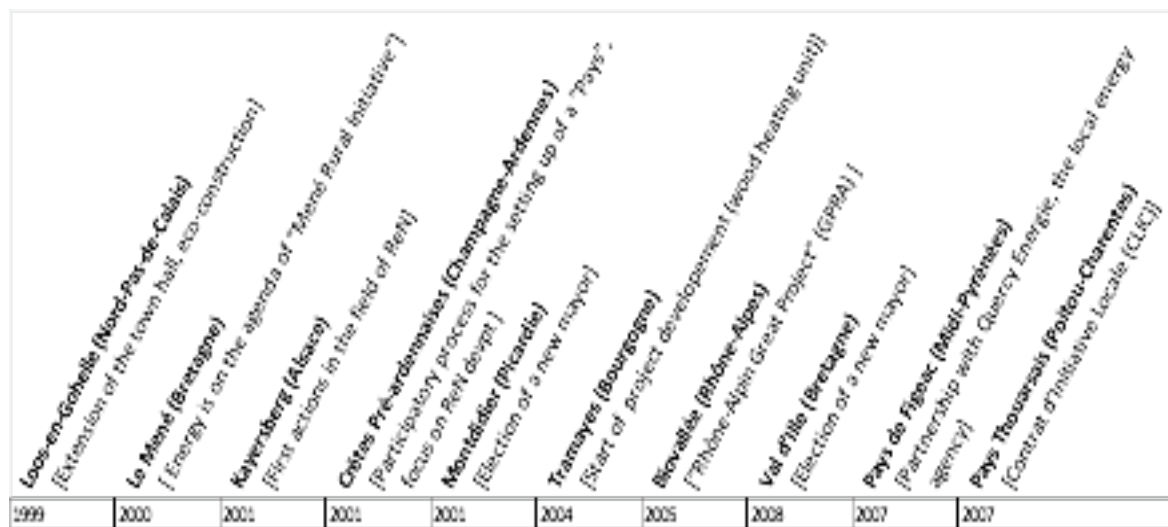 Loos-en-Gohelle (Nord-Pas-de-Calais)
[Extension of the town hall, eco-construction]
Le Mené (Bretagne)
[ Energy is on the agenda of "Mené Rural Initiative"]
Kaysersberg (Alsace)
[First actions in the field of ReN]
Crêtes Pré-ardennaises (Champagne-Ardennes)
[Participatory process for the setting up of a "Pays",
focus on ReN devpt ]
Montdidier (Picardie)
[Election of a new mayor]
Tramayes (Bourgogne)
[Start of project developement (wood heating unit)]
Biovallée (Rhône-Alpes)
["Rhône-Alpin Great Project" (GPRA) ]
Val d'Ille (Bretagne)
[Election of a new mayor]
Pays de Figeac (Midi-Pyrénées)
[Partnership with Quercy Energie, the local energy
agency]
Pays Thouarsais (Poitou-Charentes)
[Contrat d'Initiative Locale (CLIC)]
1999 2000 2001 2001 2001 2004 2005 2006 2007 2007